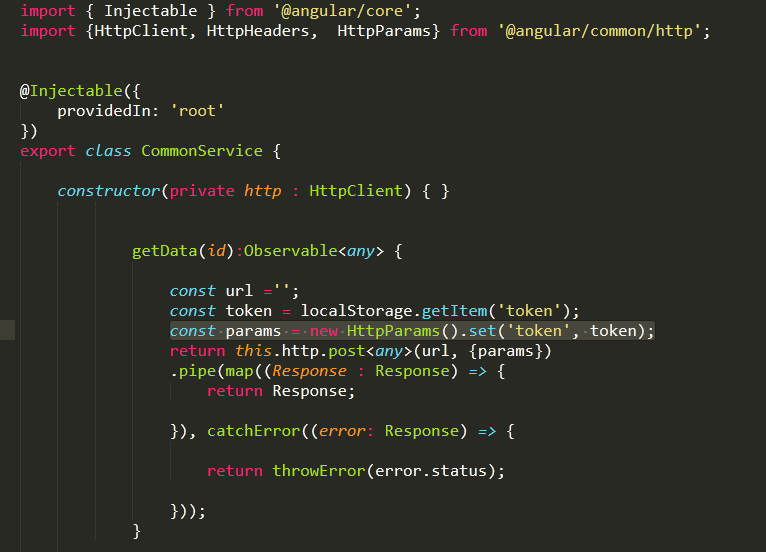 import { Injectable } from '@angular/core';
import {HttpClient, HttpHeaders,  HttpParams} from '@angular/common/http';
@Injectable({
providedIn: 'root'
})
export class CommonService {
constructor(private http : HttpClient) { }
getData(id):Observable<any> {
const url ='';
const token = localStorage.getItem('token');
const params = new HttpParams().set('token', token);
return this.http.post<any>(url, {params})
.pipe(map((Response : Response) => {
return Response;
}), catchError((error: Response) => {
return throwError(error.status);
}));
}